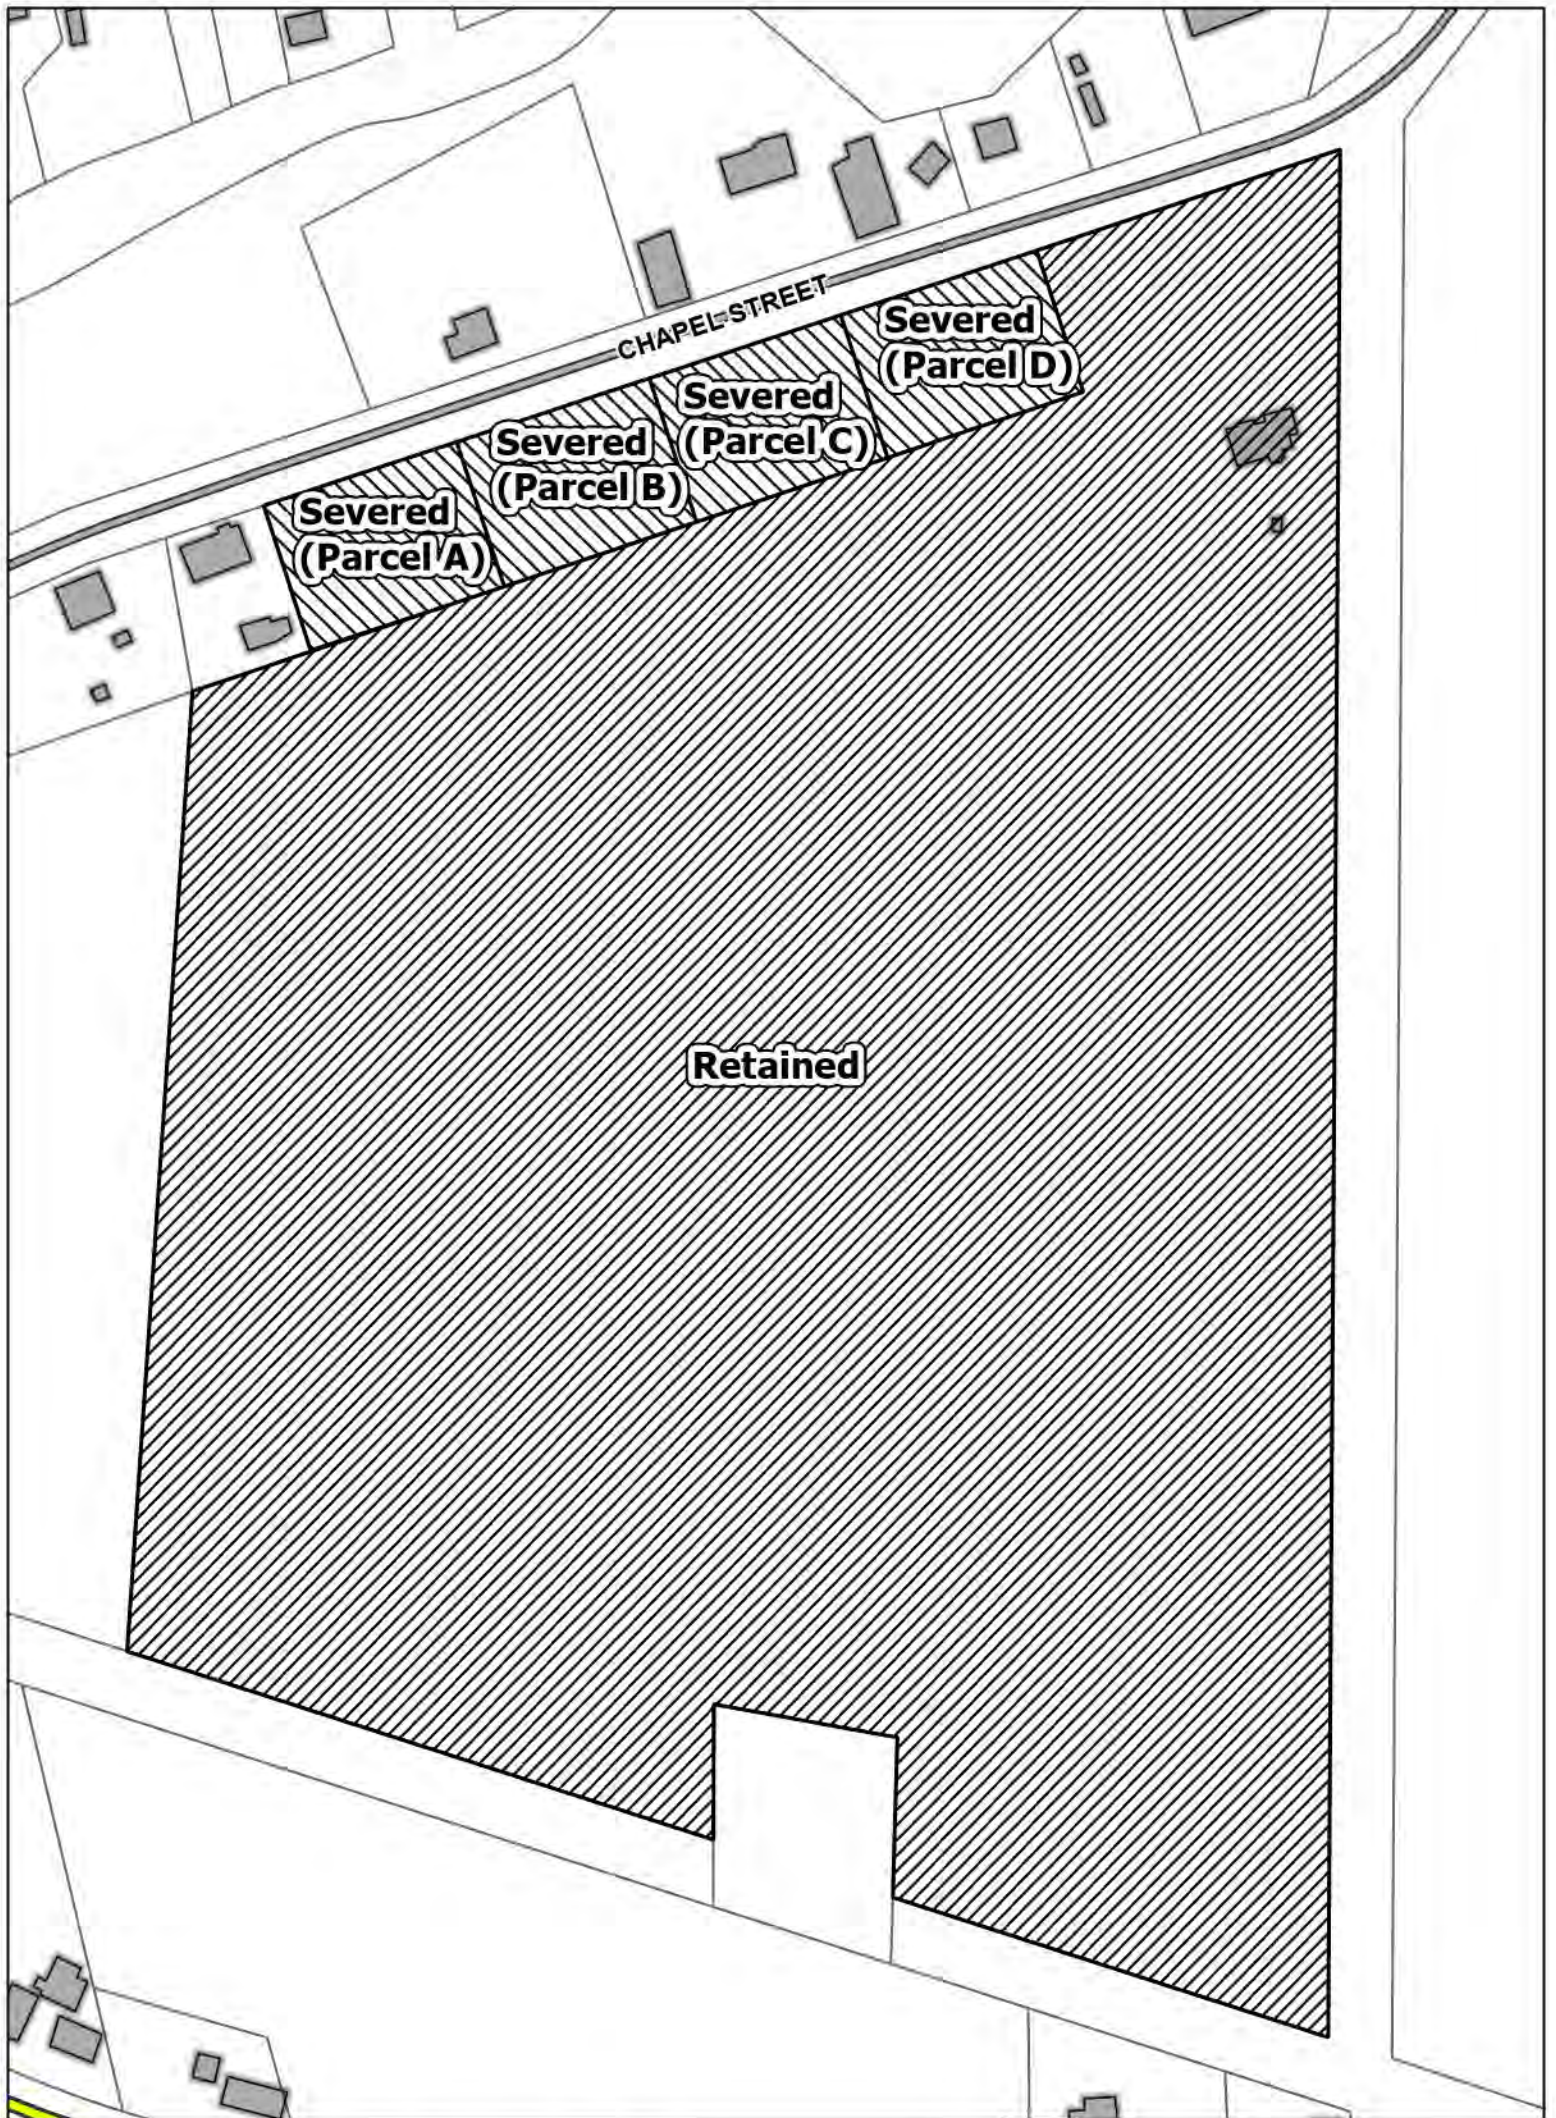 CHAPEL STREET
Severed
(Parcel D)
Severed
(Parcel C)
Severed
(Parcel B)
Severed
(Parcel A)
Retained